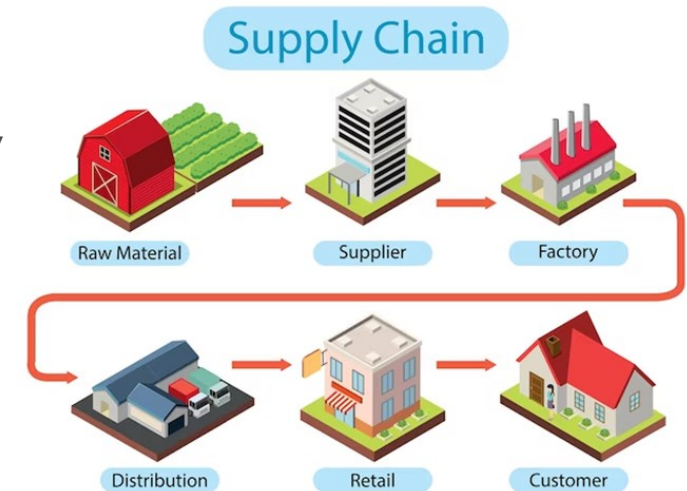 Supply Chain
Raw Material
Supplier
Factory
Distribution
Retail
Customer